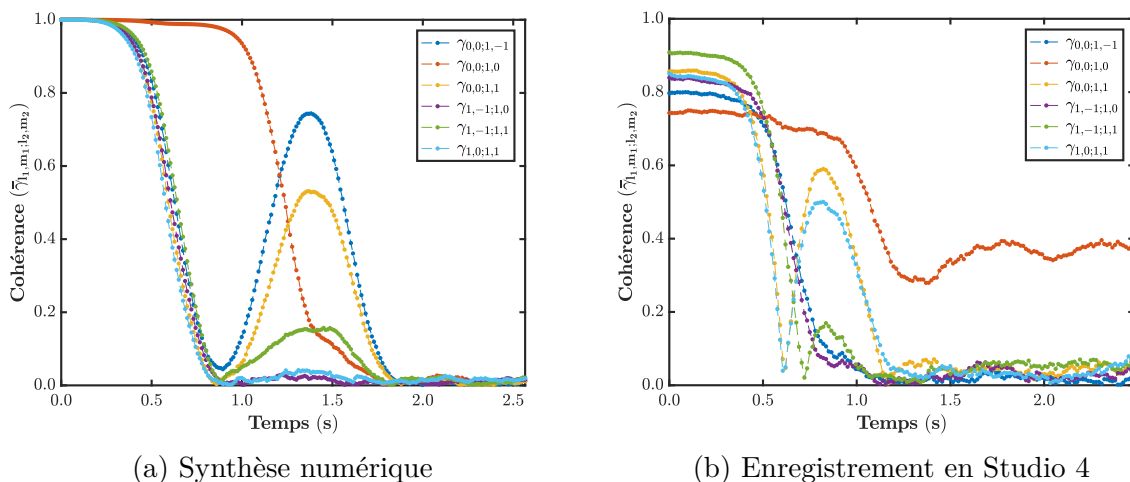 1.0
0.8
0.6
0.4
0.2
0.0
0.0 0.5 1.0 1.5 2.0 2.5
Cohérence (γ̄l₁,m₁;l₂,m₂)
Temps (s)
γ0,0;1,−1
γ0,0;1,0
γ0,0;1,1
γ1,−1;1,0
γ1,−1;1,1
γ1,0;1,1
(a) Synthèse numérique
1.0
0.8
0.6
0.4
0.2
0.0
0.0 0.5 1.0 1.5 2.0
Cohérence (γ̄l₁,m₁;l₂,m₂)
Temps (s)
γ0,0;1,−1
γ0,0;1,0
γ0,0;1,1
γ1,−1;1,0
γ1,−1;1,1
γ1,0;1,1
(b) Enregistrement en Studio 4